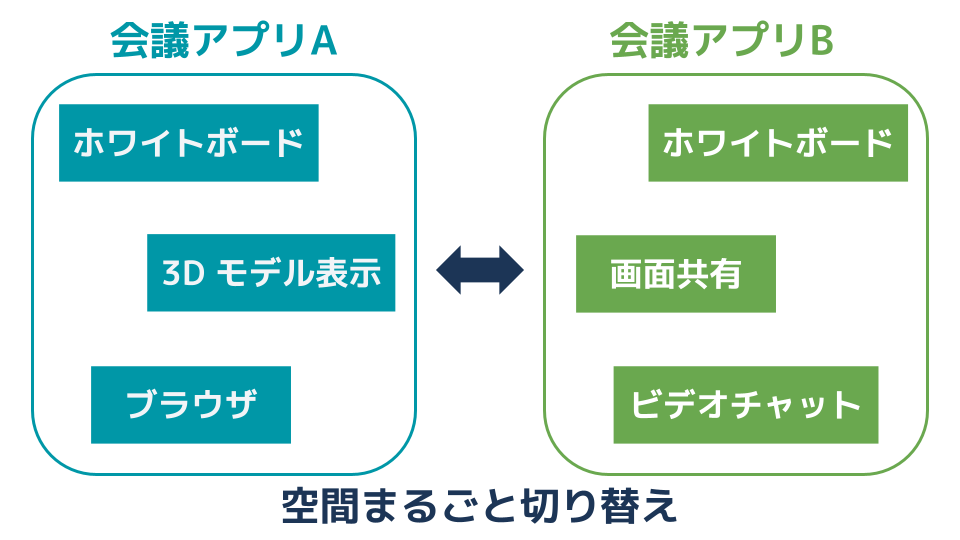 会議アプリA
ホワイトボード
3D モデル表示
ブラウザ
会議アプリB
ホワイトボード
画面共有
ビデオチャット
空間まるごと切り替え